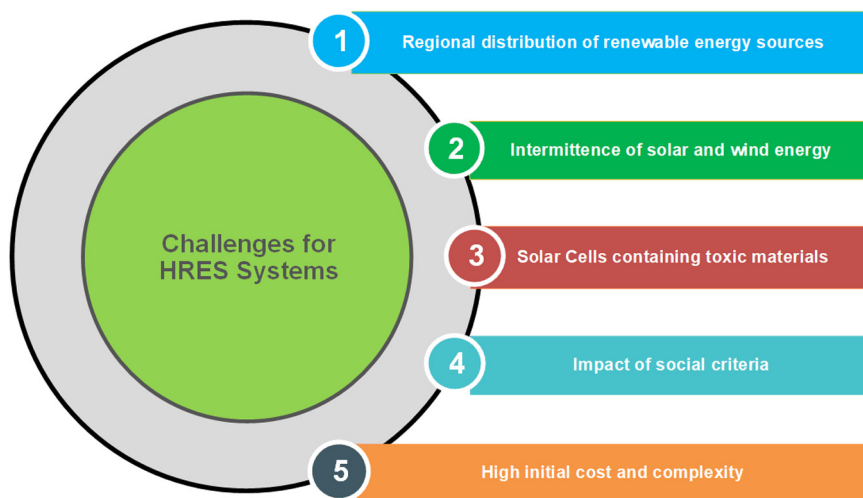 1 Regional distribution of renewable energy sources
2 Intermittence of solar and wind energy
Challenges for
HRES Systems
3 Solar Cells containing toxic materials
4 Impact of social criteria
5 High initial cost and complexity